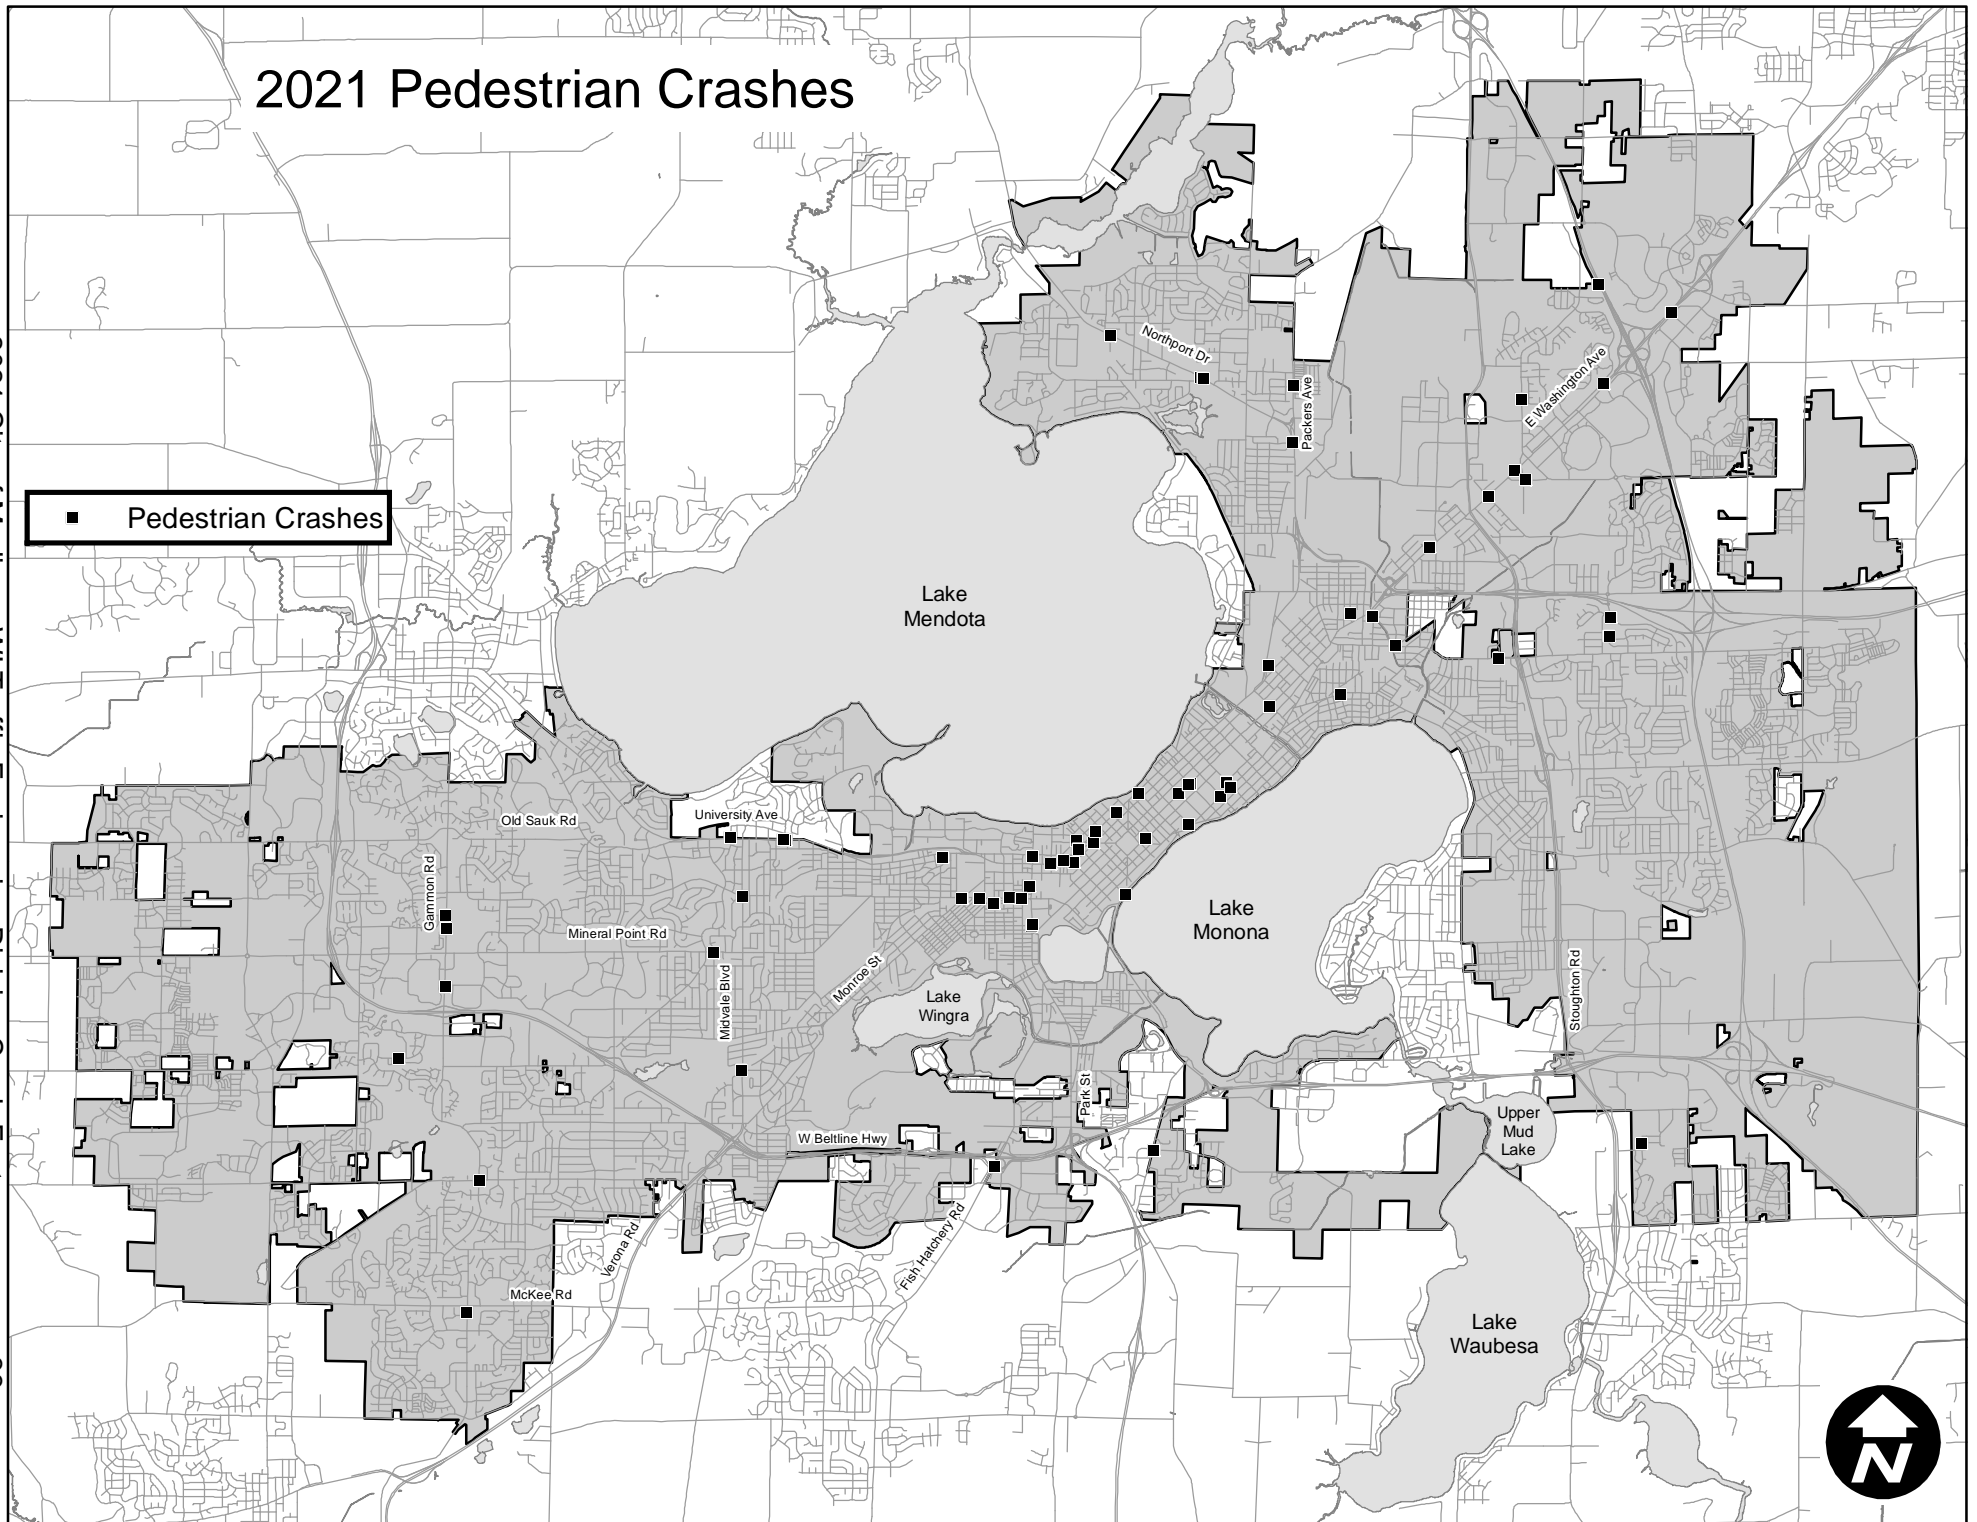 2021 Pedestrian Crashes
Northport Dr
E Washington Ave
Packers Ave
Pedestrian Crashes
Lake
Mendota
University Ave
Old Sauk Rd
Gammon Rd
Mineral Point Rd
Lake
Monona
Monroe St
Midvale Blvd
Lake
Wingra
Stoughton Rd
Park St
Upper
Mud
Lake
W Beltline Hwy
Verona Rd
Fish Hatchery Rd
McKee Rd
Lake
Waubesa
N